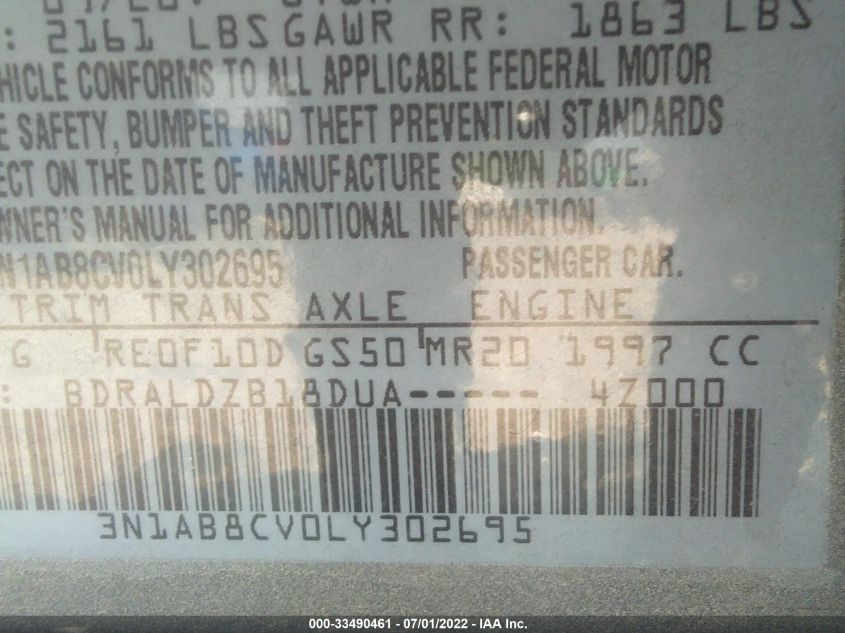 : 2161 LBS GAWR RR: 1863 LBS
HICLE CONFORMS TO ALL APPLICABLE FEDERAL MOTOR
E SAFETY, BUMPER AND THEFT PREVENTION STANDARDS
ECT ON THE DATE OF MANUFACTURE SHOWN ABOVE.
WNER'S MANUAL FOR ADDITIONAL INFORMATION.
N1AB8CV0LY302695 PASSENGER CAR.
TRIM TRANS AXLE ENGINE
G RE0F10D GS50 MR20 1997 CC
: BDRALDZB18DUA----- 4Z000
3N1AB8CV0LY302695
000-33490461 - 07/01/2022 - IAA Inc.